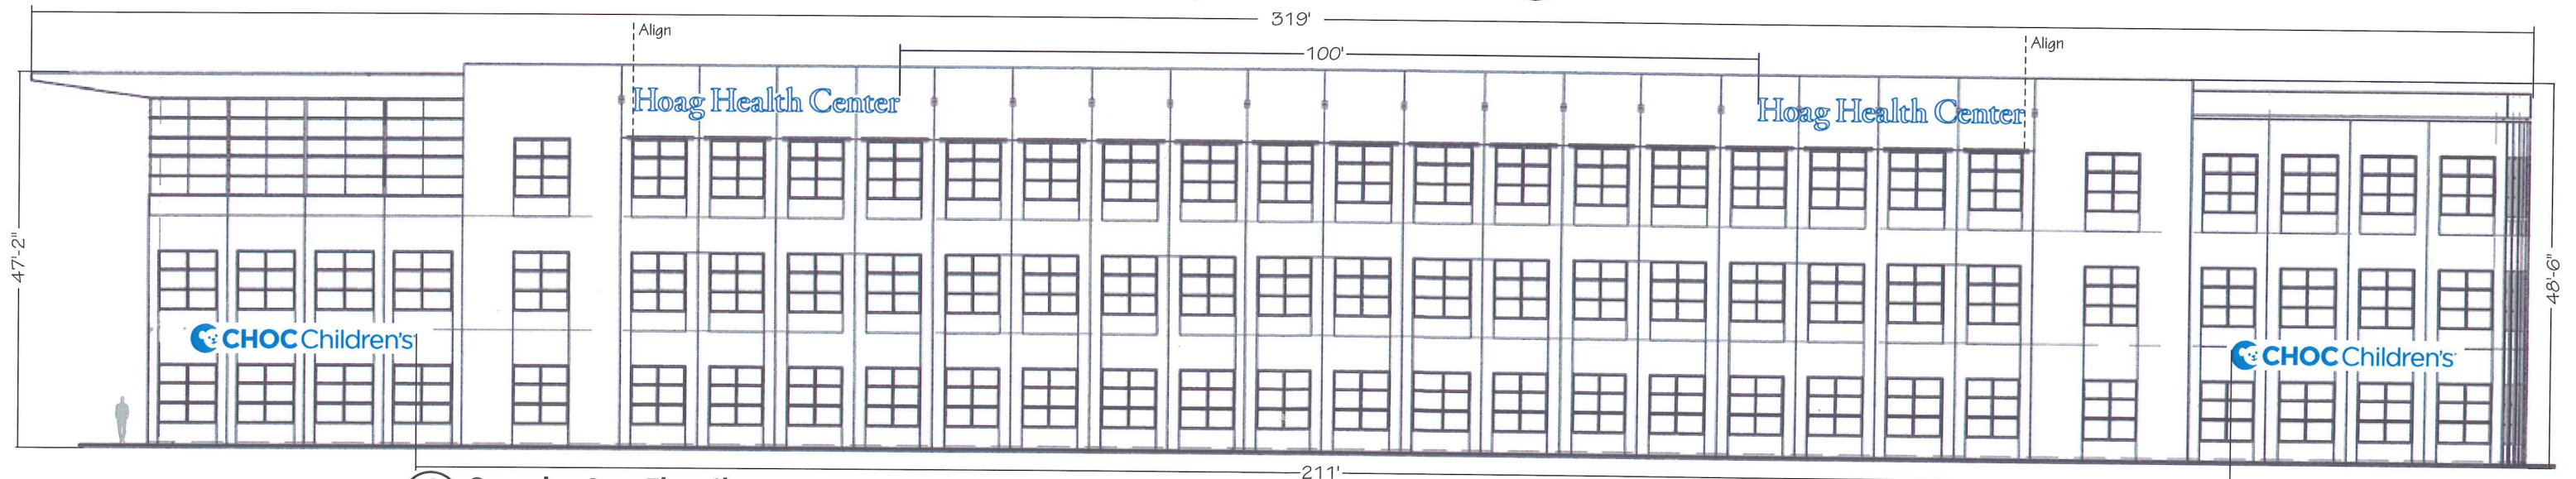 319'
Align
Align
100'
Hoag Health Center
Hoag Health Center
47'-2"
48'-6"
CHOC Children's
CHOC Children's
211'